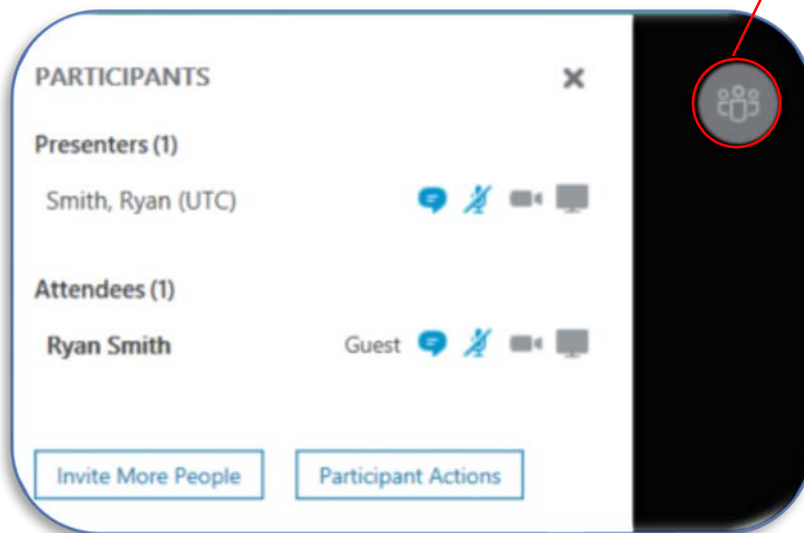 PARTICIPANTS
Presenters (1)
Smith, Ryan (UTC)
Attendees (1)
Ryan Smith Guest
Invite More People Participant Actions